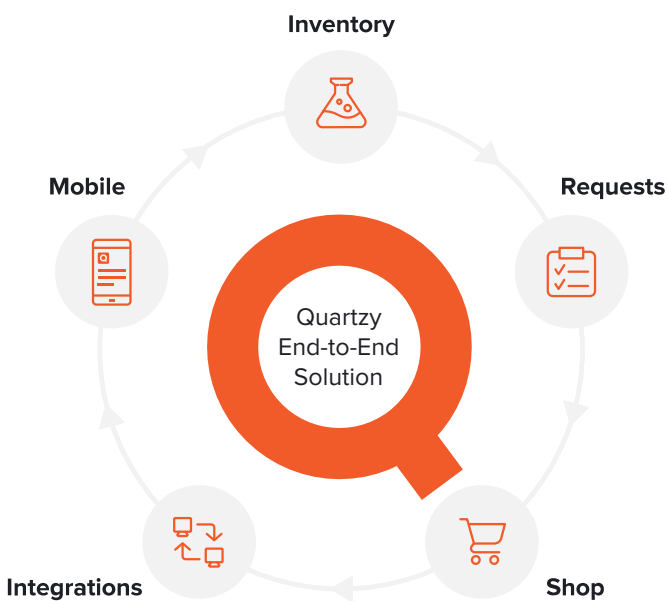 Inventory
Mobile
Requests
Quartzy
End-to-End
Solution
Integrations
Shop